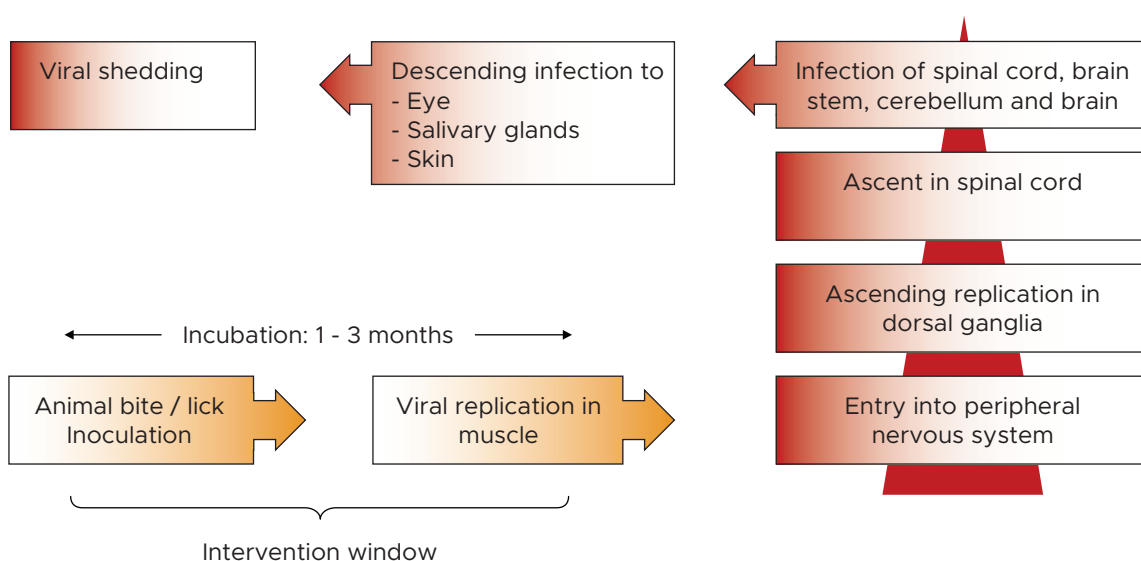 Viral shedding
Descending infection to
- Eye
- Salivary glands
- Skin
Infection of spinal cord, brain
stem, cerebellum and brain
Ascent in spinal cord
Ascending replication in
dorsal ganglia
Entry into peripheral
nervous system
Incubation: 1 - 3 months
Animal bite / lick
Inoculation
Viral replication in
muscle
Intervention window